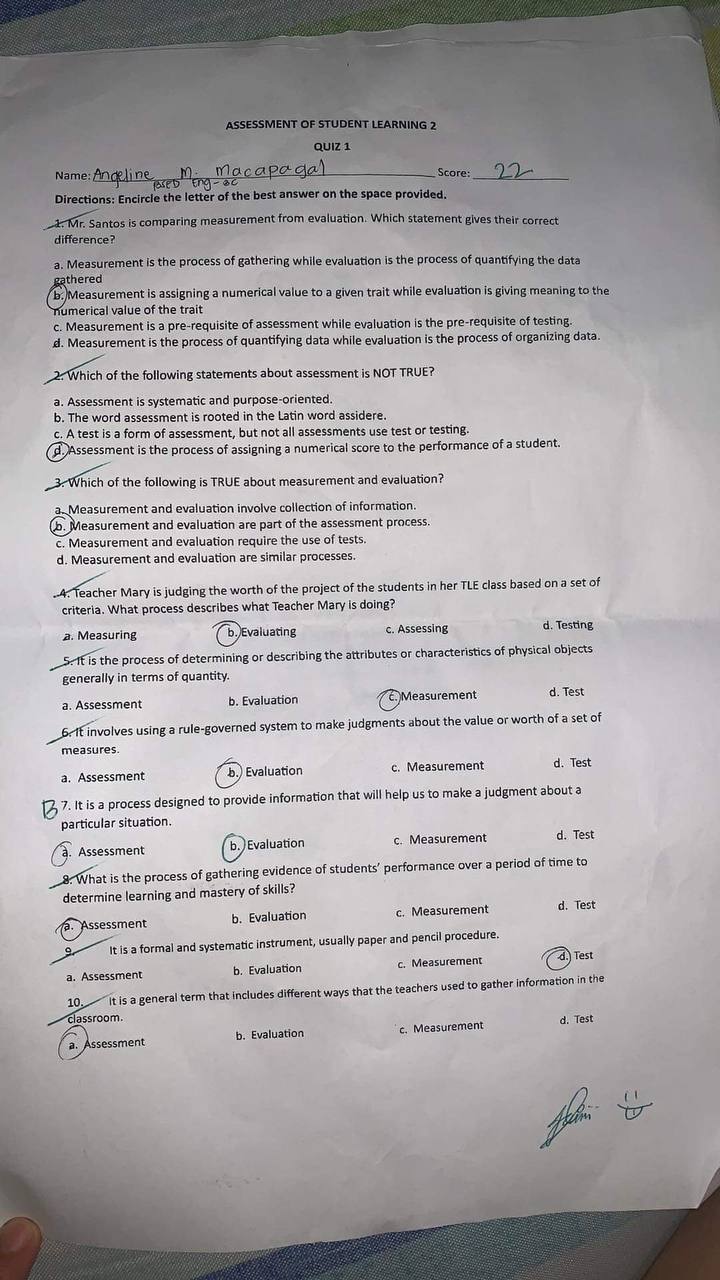 ASSESSMENT OF STUDENT LEARNING 2
QUIZ 1
Name: Angeline M. Macapagal Score: 22
BSED Eng-2C
Directions: Encircle the letter of the best answer on the space provided.
1. Mr. Santos is comparing measurement from evaluation. Which statement gives their correct
difference?
a. Measurement is the process of gathering while evaluation is the process of quantifying the data
gathered
b. Measurement is assigning a numerical value to a given trait while evaluation is giving meaning to the
numerical value of the trait
c. Measurement is a pre-requisite of assessment while evaluation is the pre-requisite of testing.
d. Measurement is the process of quantifying data while evaluation is the process of organizing data.
2. Which of the following statements about assessment is NOT TRUE?
a. Assessment is systematic and purpose-oriented.
b. The word assessment is rooted in the Latin word assidere.
c. A test is a form of assessment, but not all assessments use test or testing.
d. Assessment is the process of assigning a numerical score to the performance of a student.
3. Which of the following is TRUE about measurement and evaluation?
a. Measurement and evaluation involve collection of information.
b. Measurement and evaluation are part of the assessment process.
c. Measurement and evaluation require the use of tests.
d. Measurement and evaluation are similar processes.
4. Teacher Mary is judging the worth of the project of the students in her TLE class based on a set of
criteria. What process describes what Teacher Mary is doing?
a. Measuring b. Evaluating c. Assessing d. Testing
5. It is the process of determining or describing the attributes or characteristics of physical objects
generally in terms of quantity.
a. Assessment b. Evaluation c. Measurement d. Test
6. It involves using a rule-governed system to make judgments about the value or worth of a set of
measures.
a. Assessment b. Evaluation c. Measurement d. Test
B 7. It is a process designed to provide information that will help us to make a judgment about a
particular situation.
a. Assessment b. Evaluation c. Measurement d. Test
8. What is the process of gathering evidence of students' performance over a period of time to
determine learning and mastery of skills?
a. Assessment b. Evaluation c. Measurement d. Test
9. It is a formal and systematic instrument, usually paper and pencil procedure.
a. Assessment b. Evaluation c. Measurement d. Test
10. It is a general term that includes different ways that the teachers used to gather information in the
classroom.
a. Assessment b. Evaluation c. Measurement d. Test